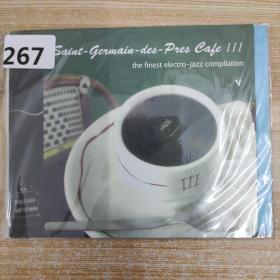 267
Saint-Germain-des-Pres Cafe III
the finest electro-jazz compilation
III